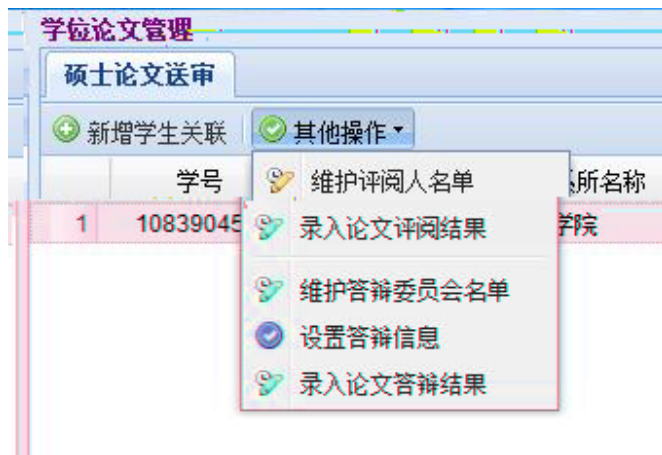 学位论文管理
硕士论文送审
新增学生关联 其他操作
学号 所名称
维护评阅人名单
1 10839045 学院
录入论文评阅结果
维护答辩委员会名单
设置答辩信息
录入论文答辩结果